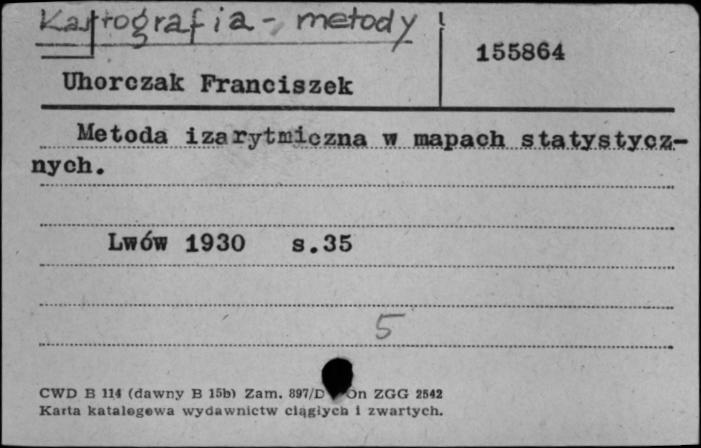 Kartografia - metody
155864
Uhorczak Franciszek
Metoda izarytmiczna w mapach statystycz-
nych.
Lwów 1930 s.35
5
CWD B 114 (dawny B 15b) Zam. 897/D On ZGG 2542
Karta katalogowa wydawnictw ciągłych i zwartych.